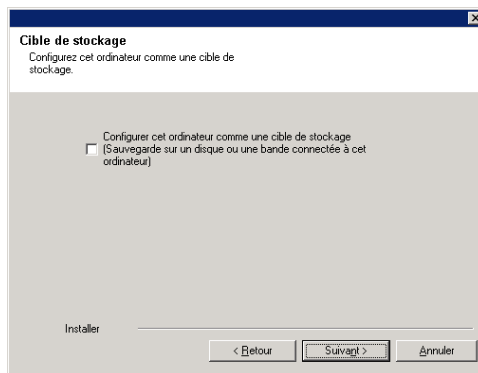 Cible de stockage
Configurez cet ordinateur comme une cible de
stockage.
Configurer cet ordinateur comme une cible de stockage
(Sauvegarde sur un disque ou une bande connectée à cet
ordinateur)
Installer
< Retour Suivant > Annuler